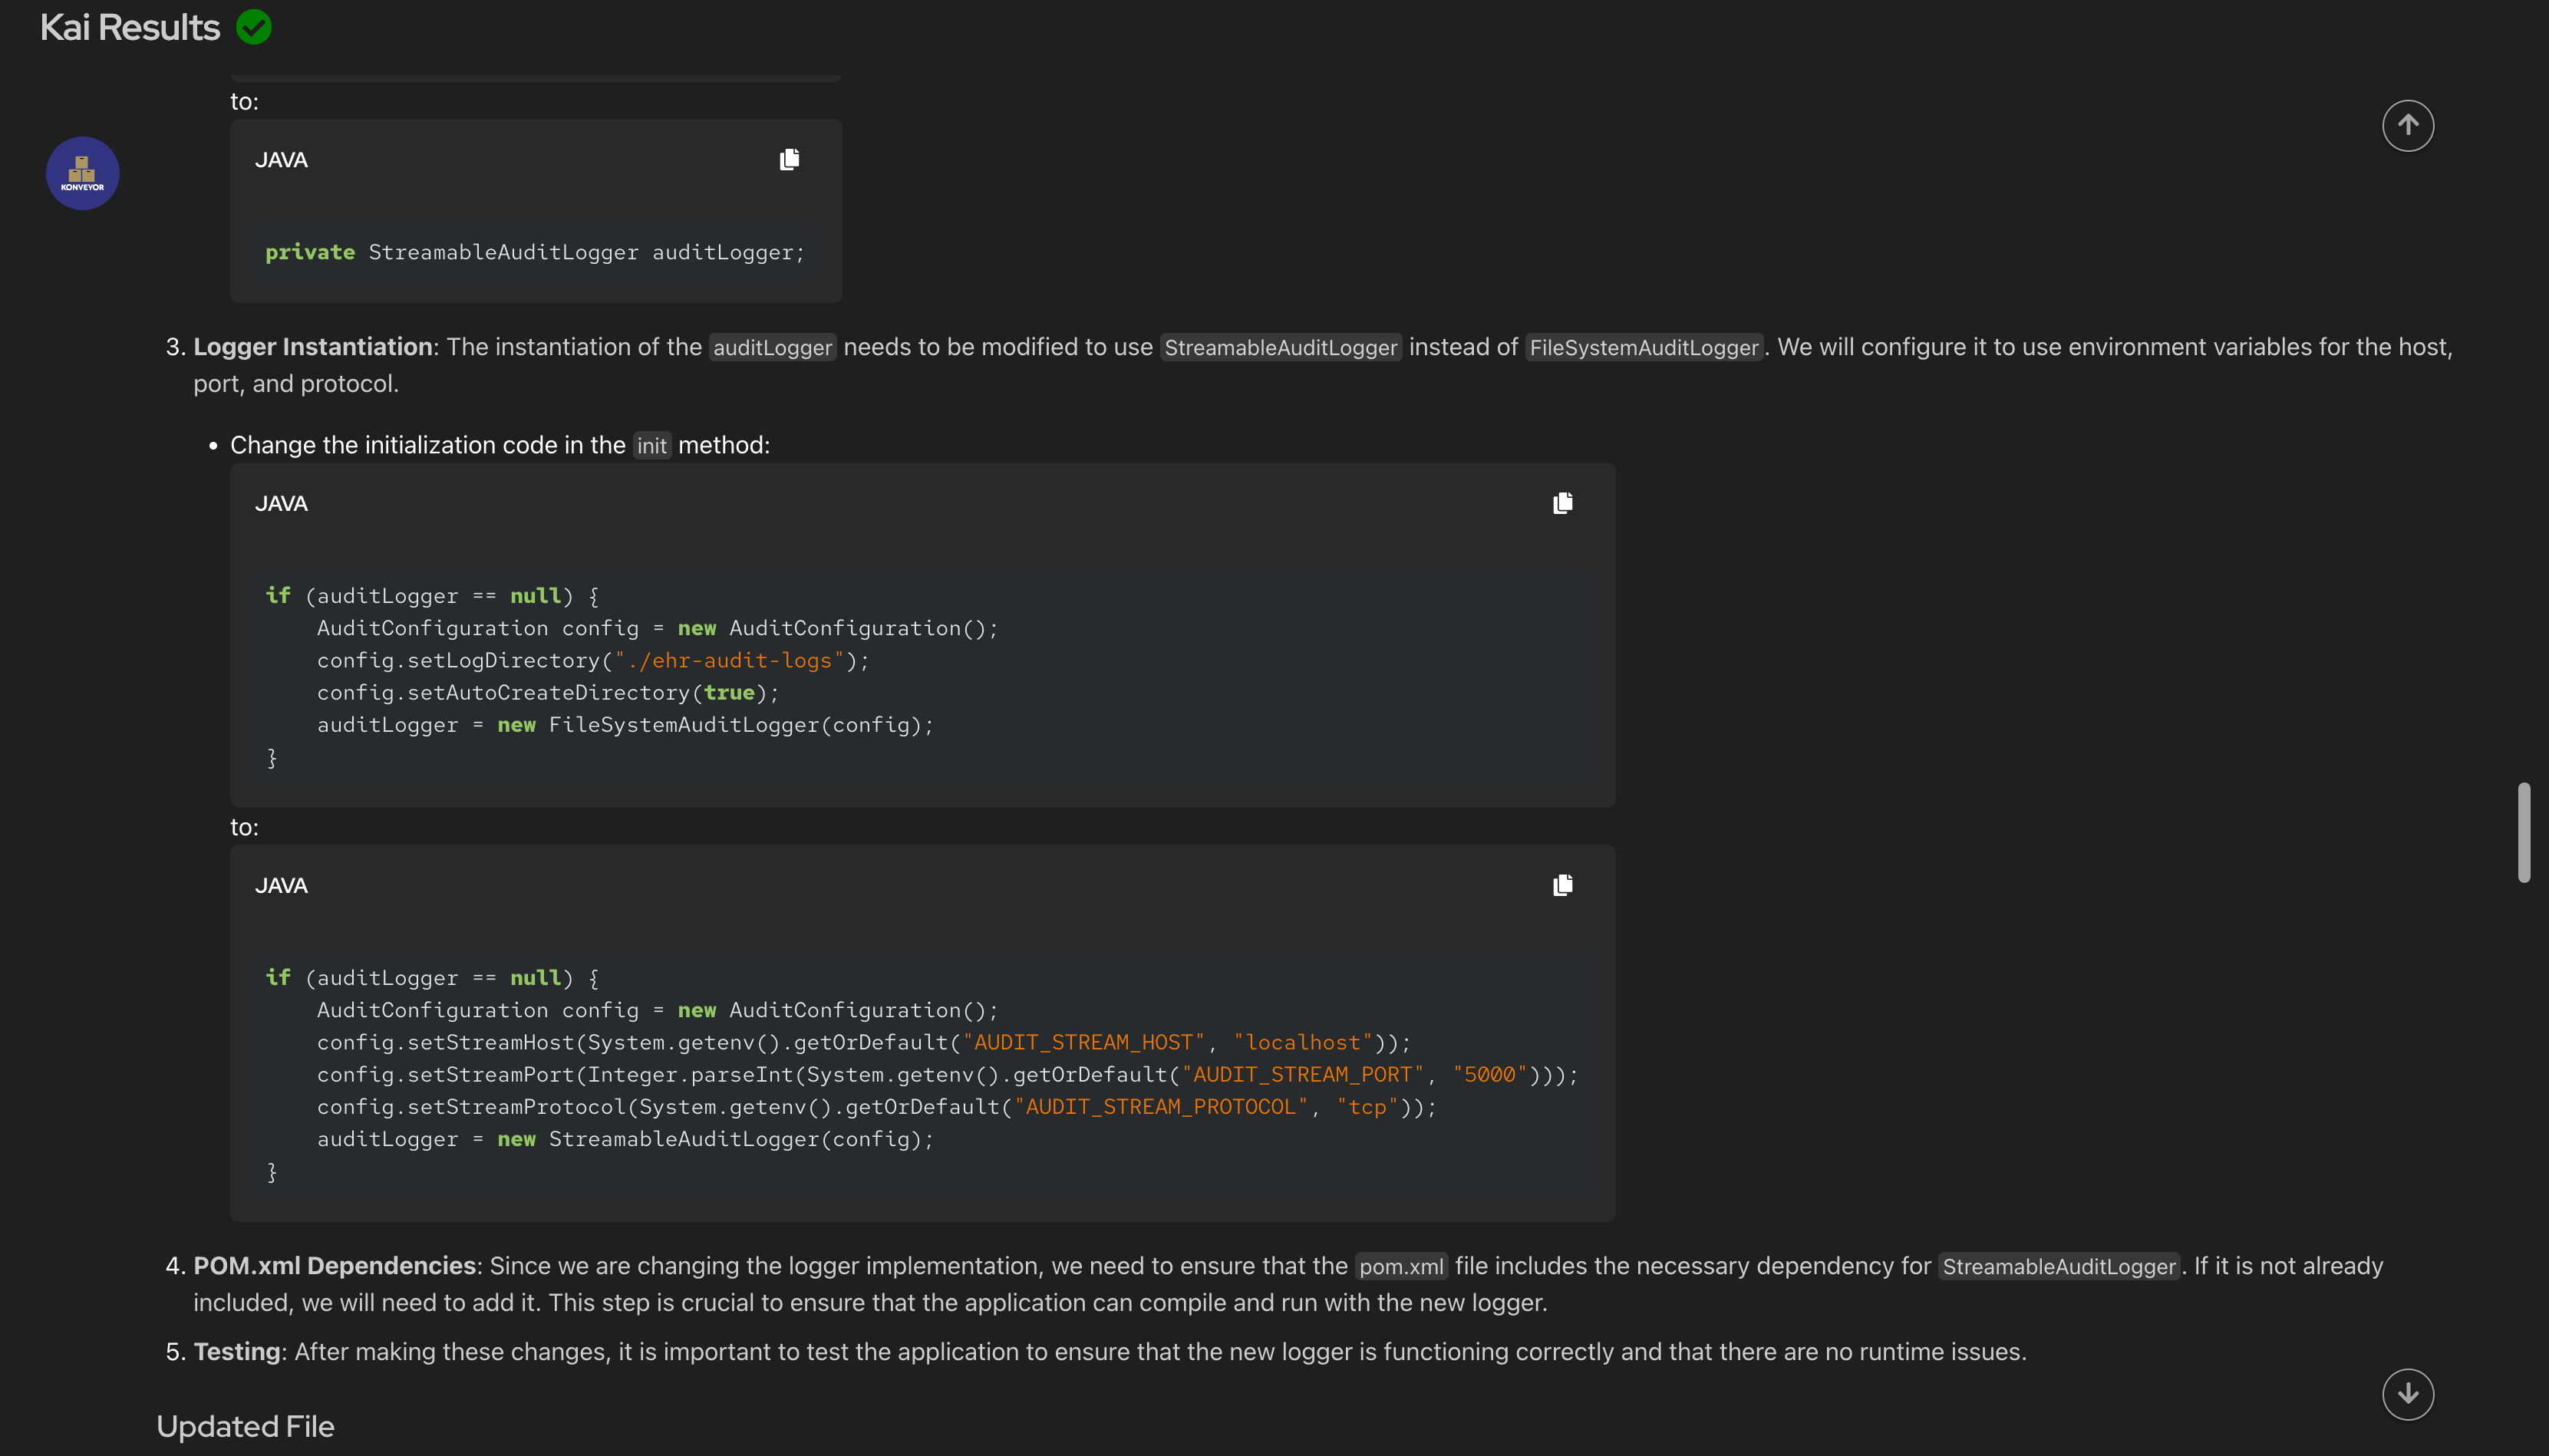 Kai Results
to:
KONVEYOR
JAVA
private StreamableAuditLogger auditLogger;
3. Logger Instantiation: The instantiation of the auditLogger needs to be modified to use StreamableAuditLogger instead of FileSystemAuditLogger. We will configure it to use environment variables for the host,
port, and protocol.
• Change the initialization code in the init method:
JAVA
if (auditLogger == null) {
    AuditConfiguration config = new AuditConfiguration();
    config.setLogDirectory("./ehr-audit-logs");
    config.setAutoCreateDirectory(true);
    auditLogger = new FileSystemAuditLogger(config);
}
to:
JAVA
if (auditLogger == null) {
    AuditConfiguration config = new AuditConfiguration();
    config.setStreamHost(System.getenv().getOrDefault("AUDIT_STREAM_HOST", "localhost"));
    config.setStreamPort(Integer.parseInt(System.getenv().getOrDefault("AUDIT_STREAM_PORT", "5000")));
    config.setStreamProtocol(System.getenv().getOrDefault("AUDIT_STREAM_PROTOCOL", "tcp"));
    auditLogger = new StreamableAuditLogger(config);
}
4. POM.xml Dependencies: Since we are changing the logger implementation, we need to ensure that the pom.xml file includes the necessary dependency for StreamableAuditLogger. If it is not already
included, we will need to add it. This step is crucial to ensure that the application can compile and run with the new logger.
5. Testing: After making these changes, it is important to test the application to ensure that the new logger is functioning correctly and that there are no runtime issues.
Updated File